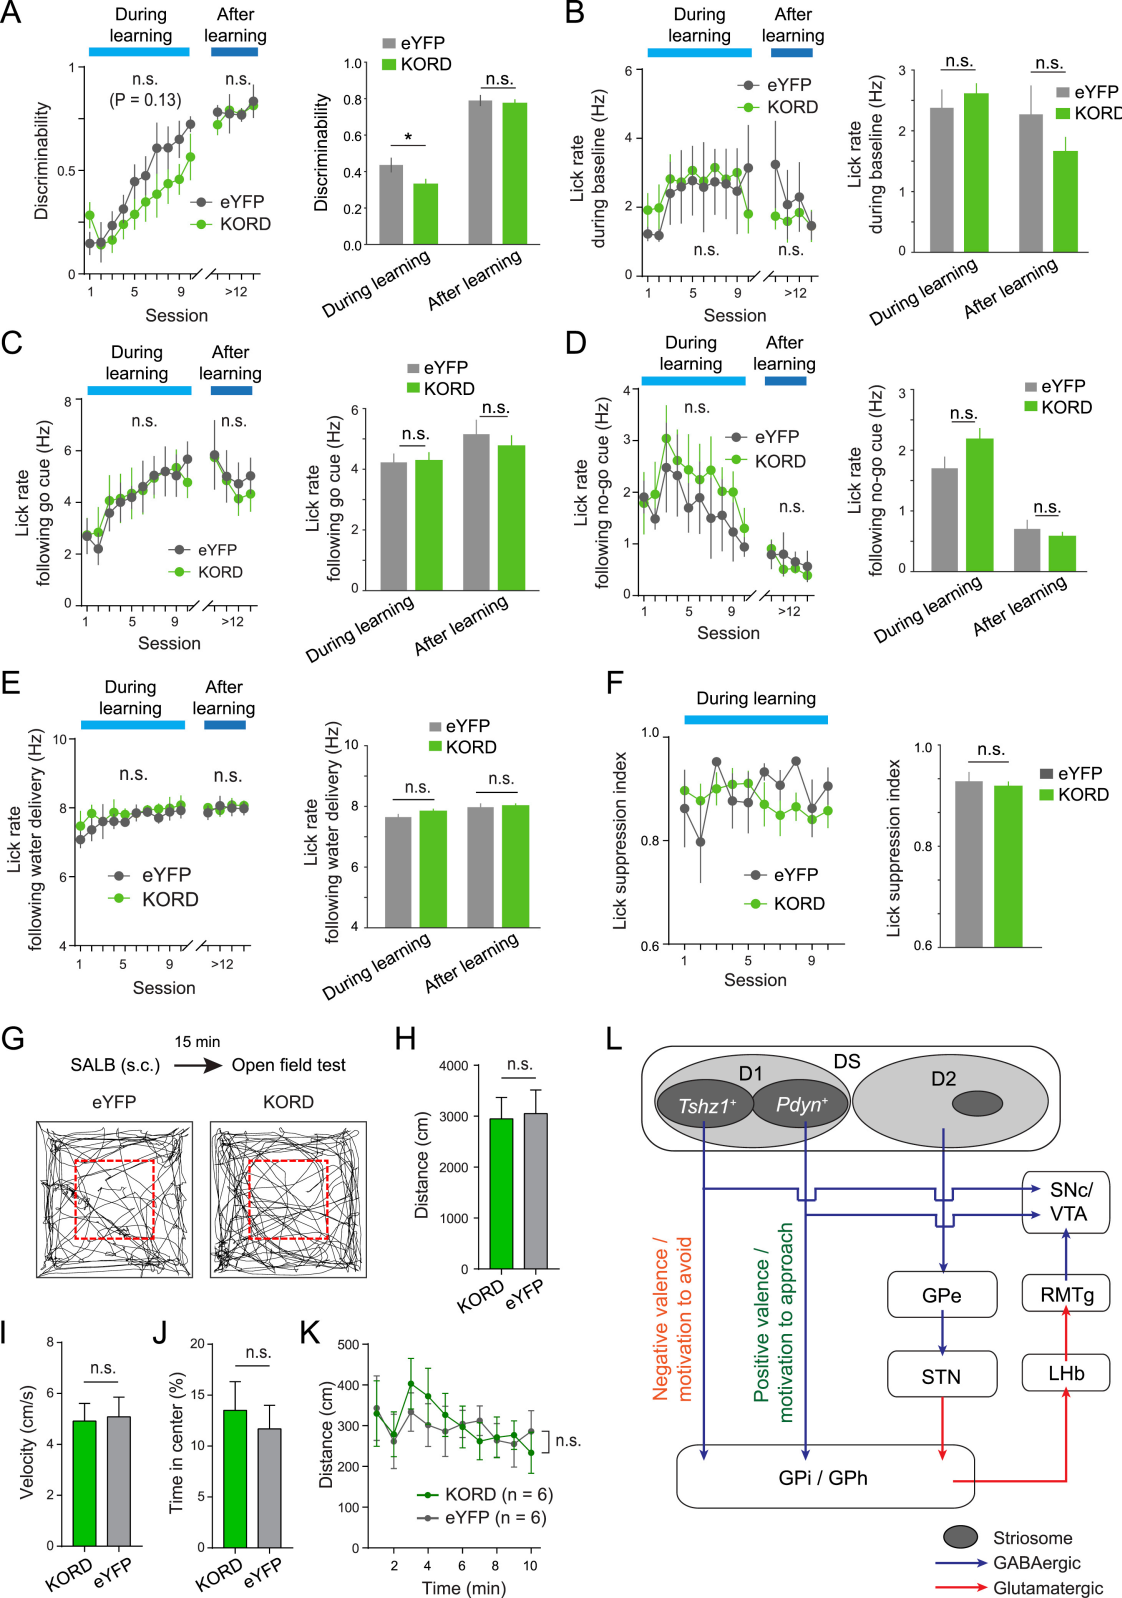 A
During
learning
After
learning
n.s.
(P = 0.13)
n.s.
Discriminability
1
0.5
0
eYFP
KORD
1
5
9
>12
Session
eYFP
KORD
Discriminability
1.0
0.8
0.6
0.4
0.2
0.0
*
n.s.
During learning
After learning
B
During
learning
After
learning
Lick rate
during baseline (Hz)
6
4
2
0
eYFP
KORD
n.s.
n.s.
1
5
9
>12
Session
Lick rate
during baseline (Hz)
3
2
1
0
n.s.
n.s.
eYFP
KORD
During learning
After learning
C
During
learning
After
learning
Lick rate
following go cue (Hz)
8
6
4
2
0
n.s.
n.s.
eYFP
KORD
1
5
9
>12
Session
eYFP
KORD
Lick rate
following go cue (Hz)
6
4
2
0
n.s.
n.s.
During learning
After learning
D
During
learning
After
learning
Lick rate
following no-go cue (Hz)
4
3
2
1
0
n.s.
eYFP
KORD
n.s.
1
5
9
>12
Session
Lick rate
following no-go cue (Hz)
3
2
1
0
n.s.
n.s.
eYFP
KORD
During learning
After learning
E
During
learning
After
learning
Lick rate
following water delivery (Hz)
10
8
6
4
n.s.
n.s.
eYFP
KORD
1
5
9
>12
Session
eYFP
KORD
Lick rate
following water delivery (Hz)
10
8
6
4
n.s.
n.s.
During learning
After learning
F
During learning
Lick suppression index
1.0
0.8
0.6
eYFP
KORD
1
5
9
Session
Lick suppression index
1.0
0.8
0.6
n.s.
eYFP
KORD
G
SALB (s.c.)
15 min
Open field test
eYFP
KORD
H
Distance (cm)
4000
3000
2000
1000
0
n.s.
KORD
eYFP
I
Velocity (cm/s)
8
6
4
2
0
n.s.
KORD
eYFP
J
Time in center (%)
20
15
10
5
0
n.s.
KORD
eYFP
K
Distance (cm)
500
400
300
200
100
0
n.s.
KORD (n = 6)
eYFP (n = 6)
2
4
6
8
10
Time (min)
L
DS
D1
D2
Tshz1+
Pdyn+
SNc/
VTA
Negative valence /
motivation to avoid
Positive valence /
motivation to approach
GPe
RMTg
STN
LHb
GPi / GPh
Striosome
GABAergic
Glutamatergic